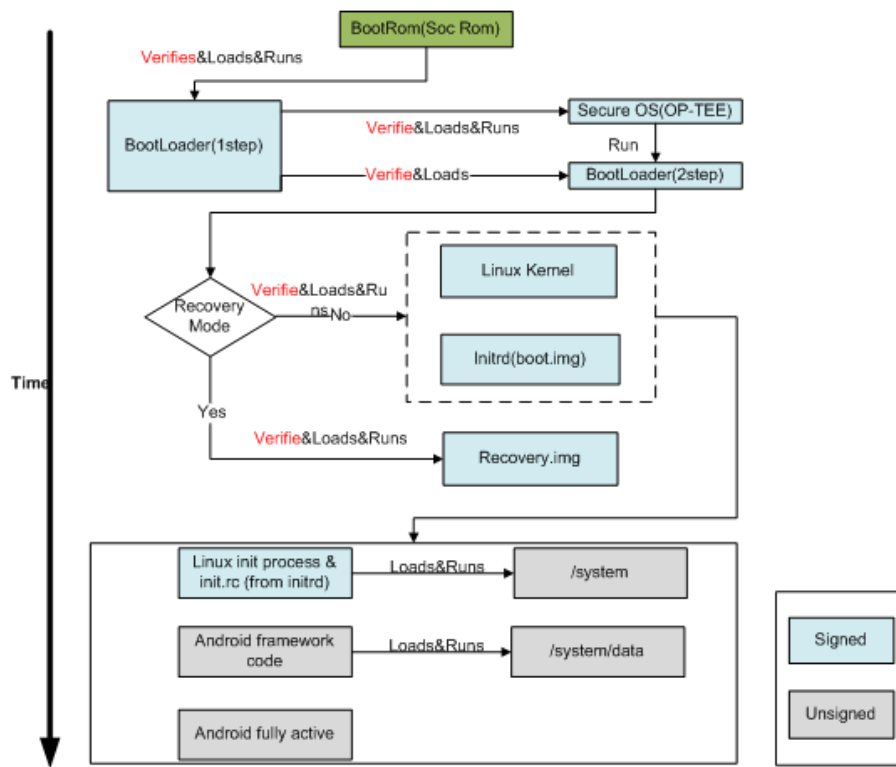 BootRom(Soc Rom)
Verifies&Loads&Runs
BootLoader(1step)
Secure OS(OP-TEE)
Verifie&Loads&Runs
Run
Verifie&Loads
BootLoader(2step)
Linux Kernel
Recovery
Mode
Verifie&Loads&Ru
nsNo
Initrd(boot.img)
Time
Yes
Verifie&Loads&Runs
Recovery.img
Linux init process &
init.rc (from initrd)
Loads&Runs
/system
Android framework
code
Loads&Runs
/system/data
Android fully active
Signed
Unsigned